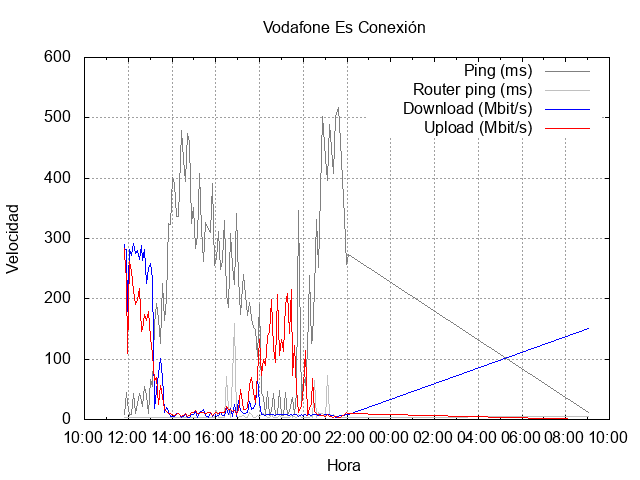 Vodafone Es Conexión
600
500
400
300
200
100
0
Velocidad
Ping (ms)
Router ping (ms)
Download (Mbit/s)
Upload (Mbit/s)
10:00 12:00 14:00 16:00 18:00 20:00 22:00 00:00 02:00 04:00 06:00 08:00 10:00
Hora